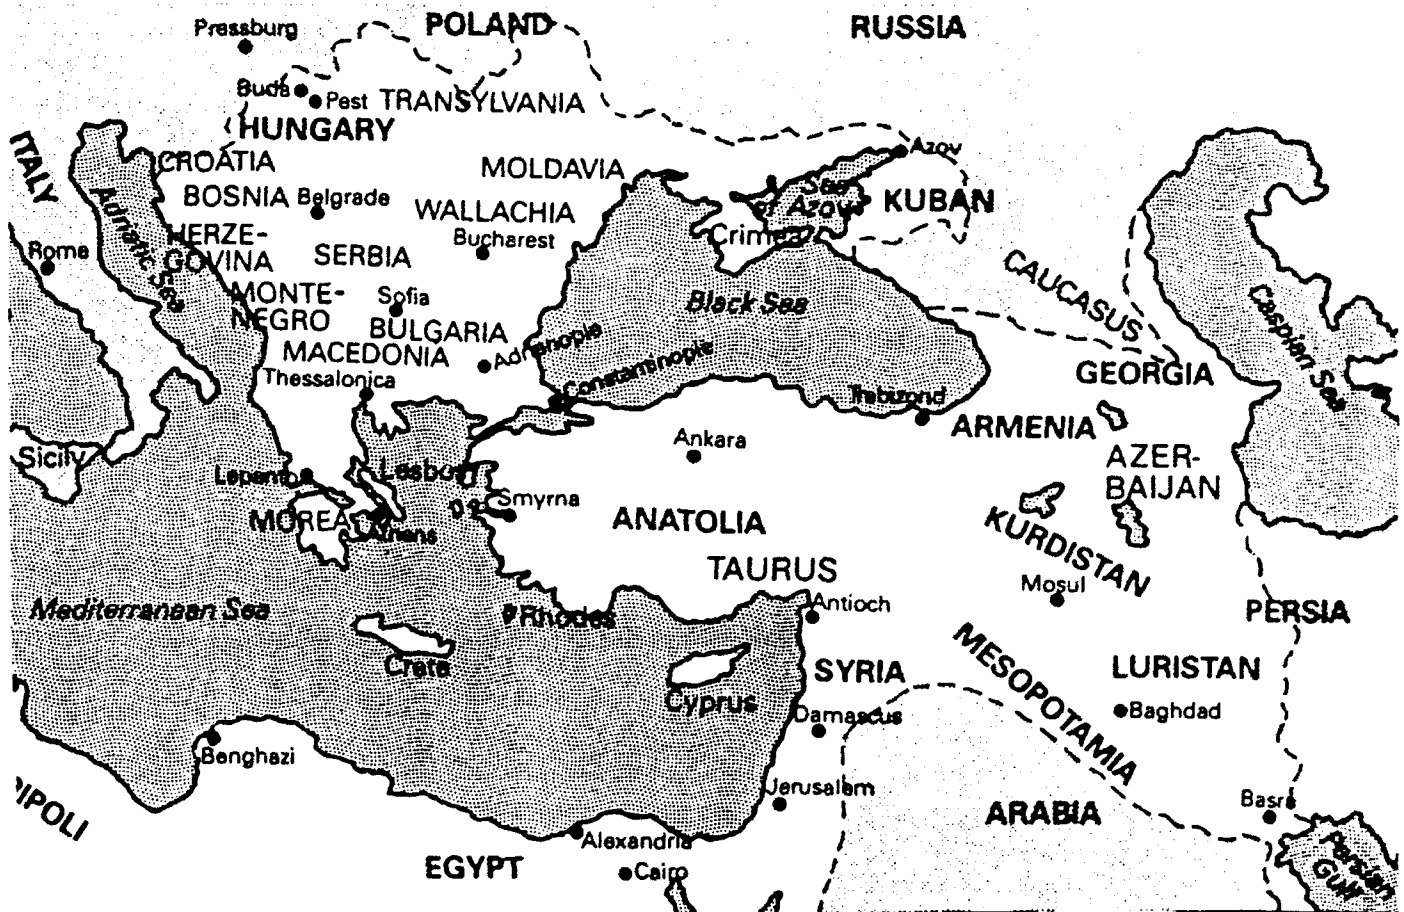 Pressburg
POLAND
RUSSIA
Buda
Pest
TRANSYLVANIA
HUNGARY
Azov
ITALY
CROATIA
MOLDAVIA
Sea
of Azov
KUBAN
BOSNIA
Belgrade
WALLACHIA
Adriatic Sea
HERZE-
GOVINA
Bucharest
Crimea
Rome
SERBIA
CAUCASUS
MONTE-
NEGRO
Sofia
Black Sea
Caspian Sea
BULGARIA
Adrianople
MACEDONIA
Constantinople
Thessalonica
GEORGIA
Trebizond
ARMENIA
Ankara
Sicily
Lepanto
Lesbos
AZER-
BAIJAN
Smyrna
MOREA
Athens
ANATOLIA
KURDISTAN
TAURUS
Mosul
Antioch
Mediterranean Sea
Rhodes
PERSIA
Crete
MESOPOTAMIA
SYRIA
LURISTAN
Cyprus
Damascus
Baghdad
Benghazi
Jerusalem
RIPOLI
ARABIA
Basra
Alexandria
EGYPT
Cairo
Persian
Gulf